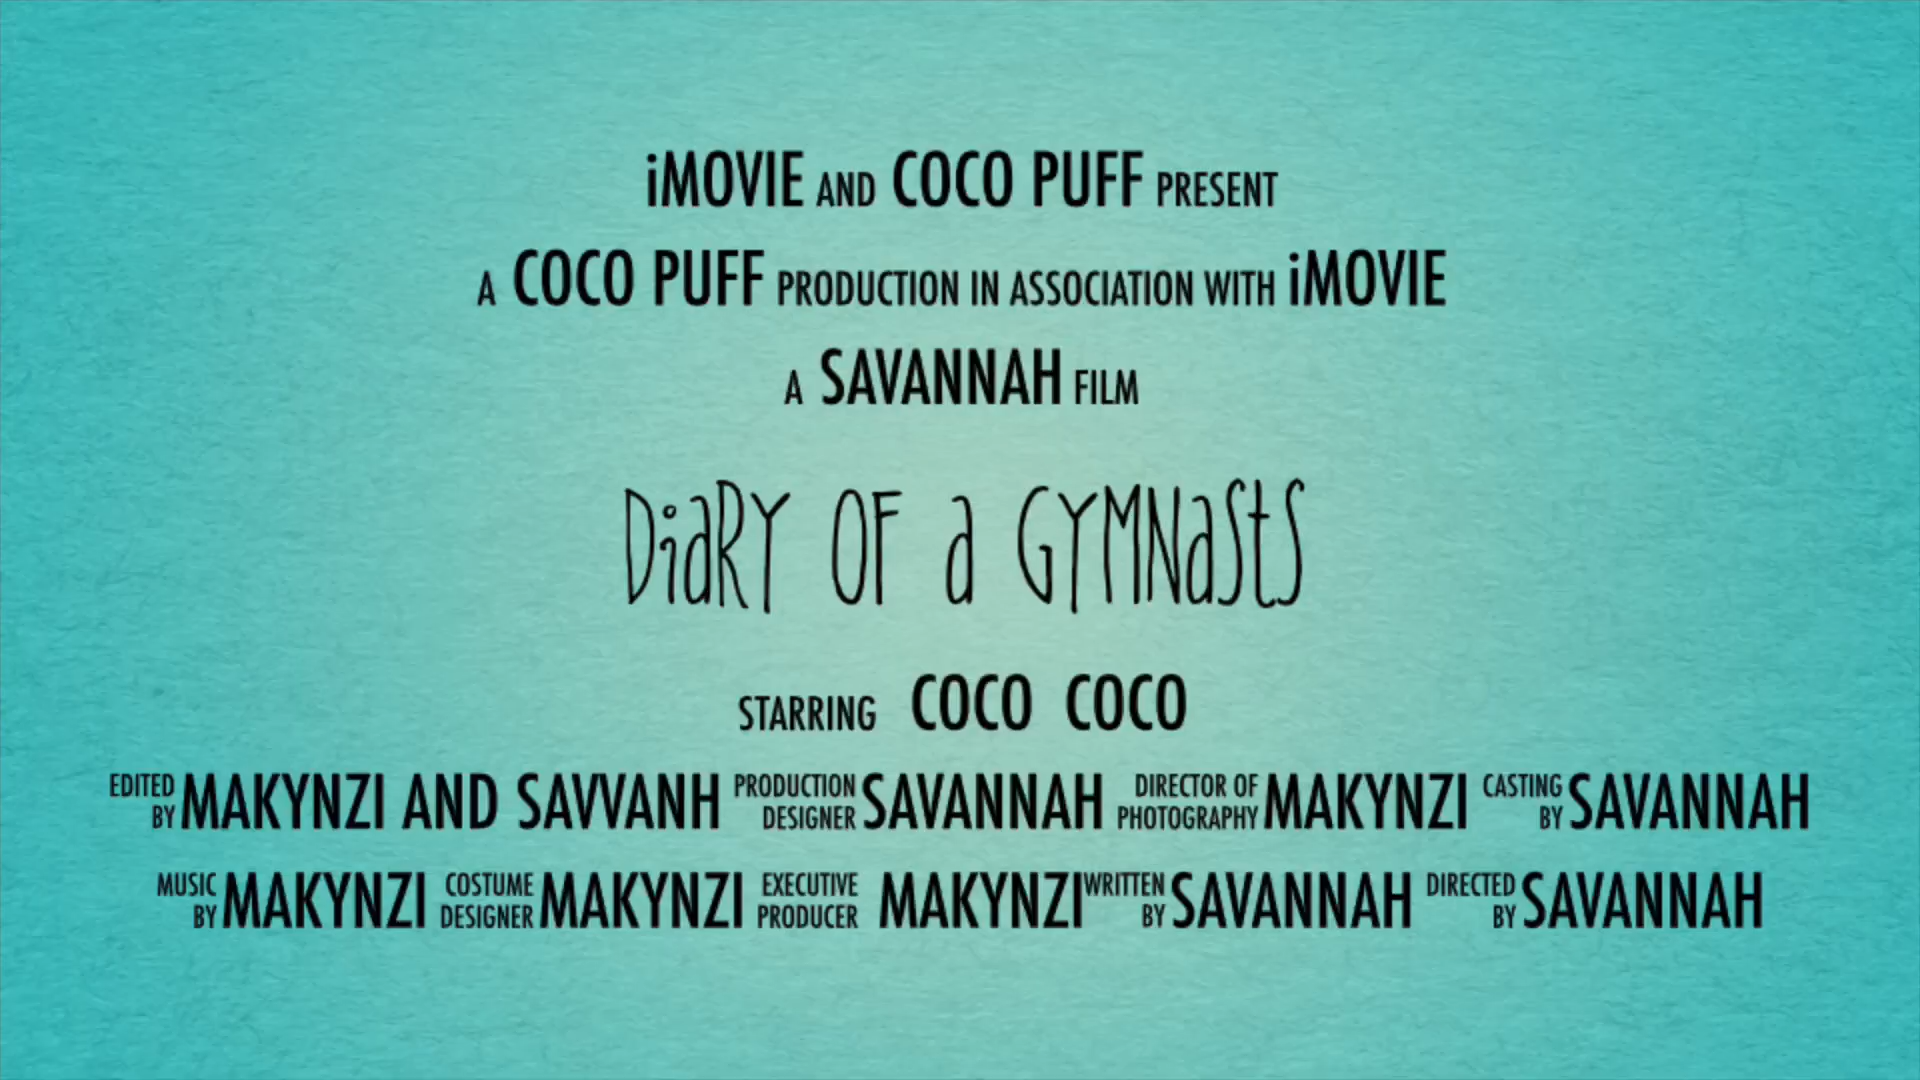 iMOVIE AND COCO PUFF PRESENT
A COCO PUFF PRODUCTION IN ASSOCIATION WITH iMOVIE
A SAVANNAH FILM
DiaRY OF a GYMNasts
STARRING COCO COCO
EDITED BY MAKYNZI AND SAVVANH PRODUCTION DESIGNER SAVANNAH DIRECTOR OF PHOTOGRAPHY MAKYNZI CASTING BY SAVANNAH
MUSIC BY MAKYNZI COSTUME DESIGNER MAKYNZI EXECUTIVE PRODUCER MAKYNZI WRITTEN BY SAVANNAH DIRECTED BY SAVANNAH